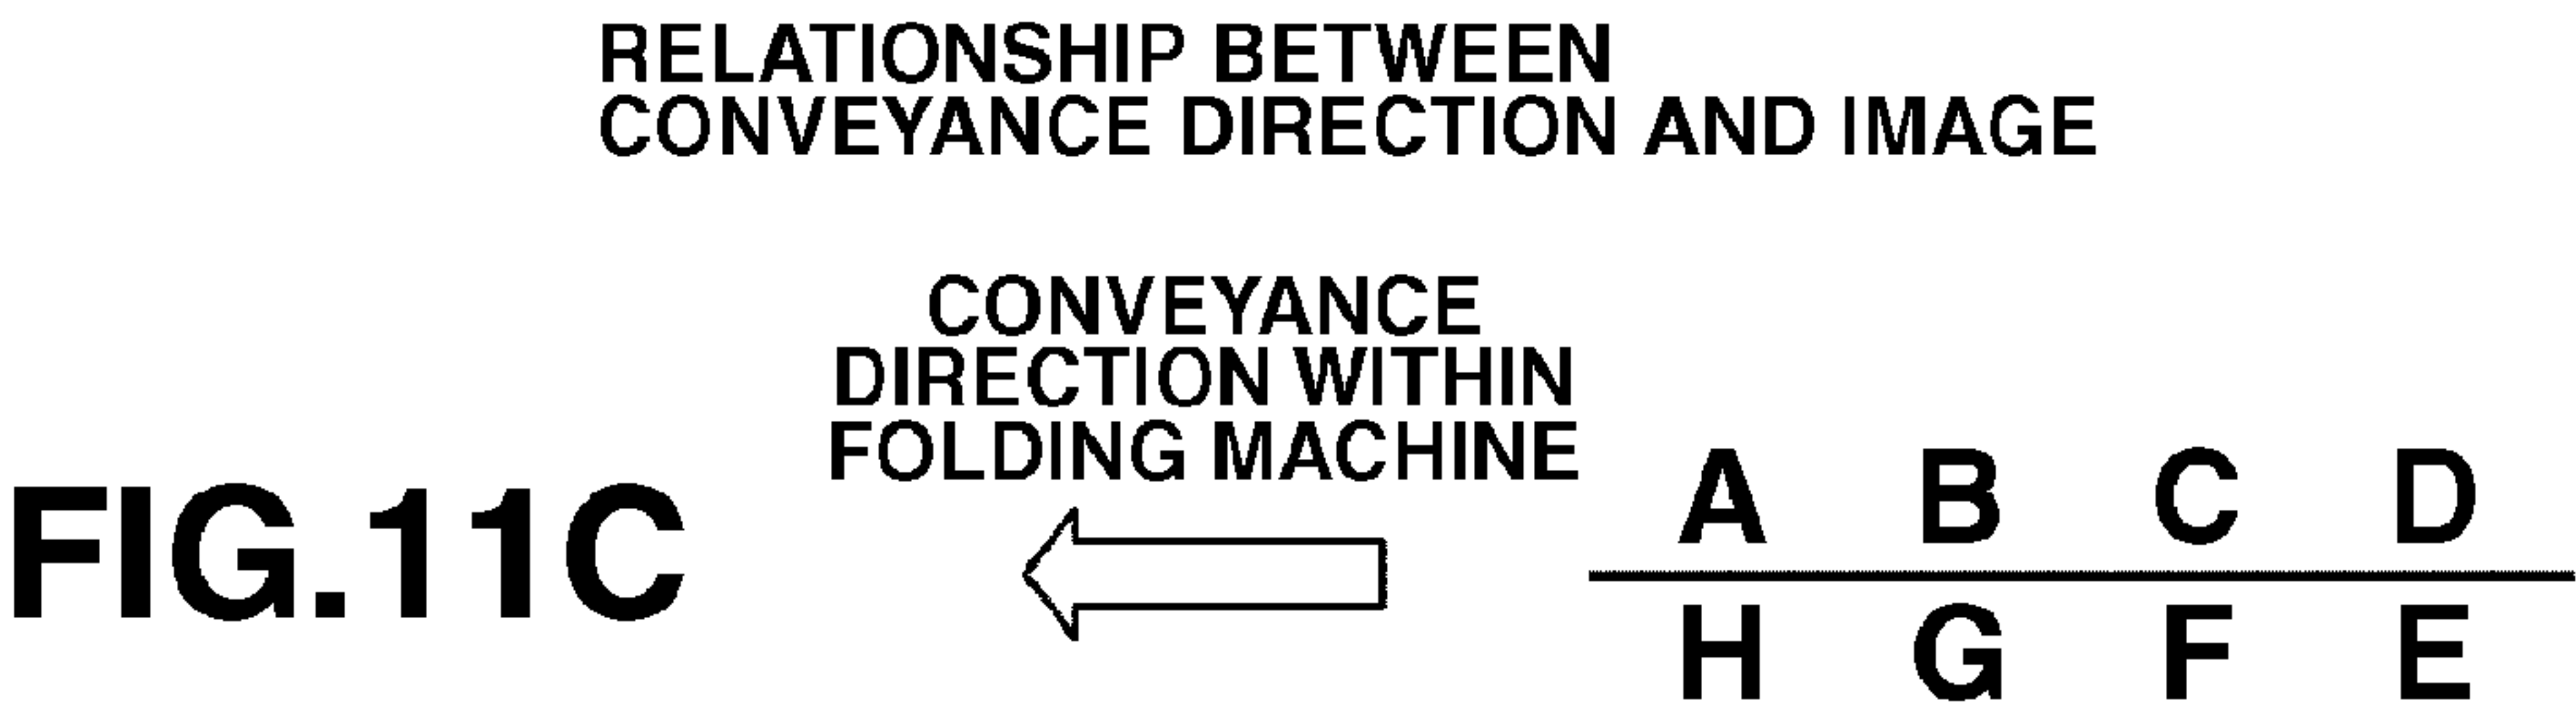 RELATIONSHIP BETWEEN
CONVEYANCE DIRECTION AND IMAGE
CONVEYANCE
DIRECTION WITHIN
FOLDING MACHINE
FIG.11C
A B C D
H G F E